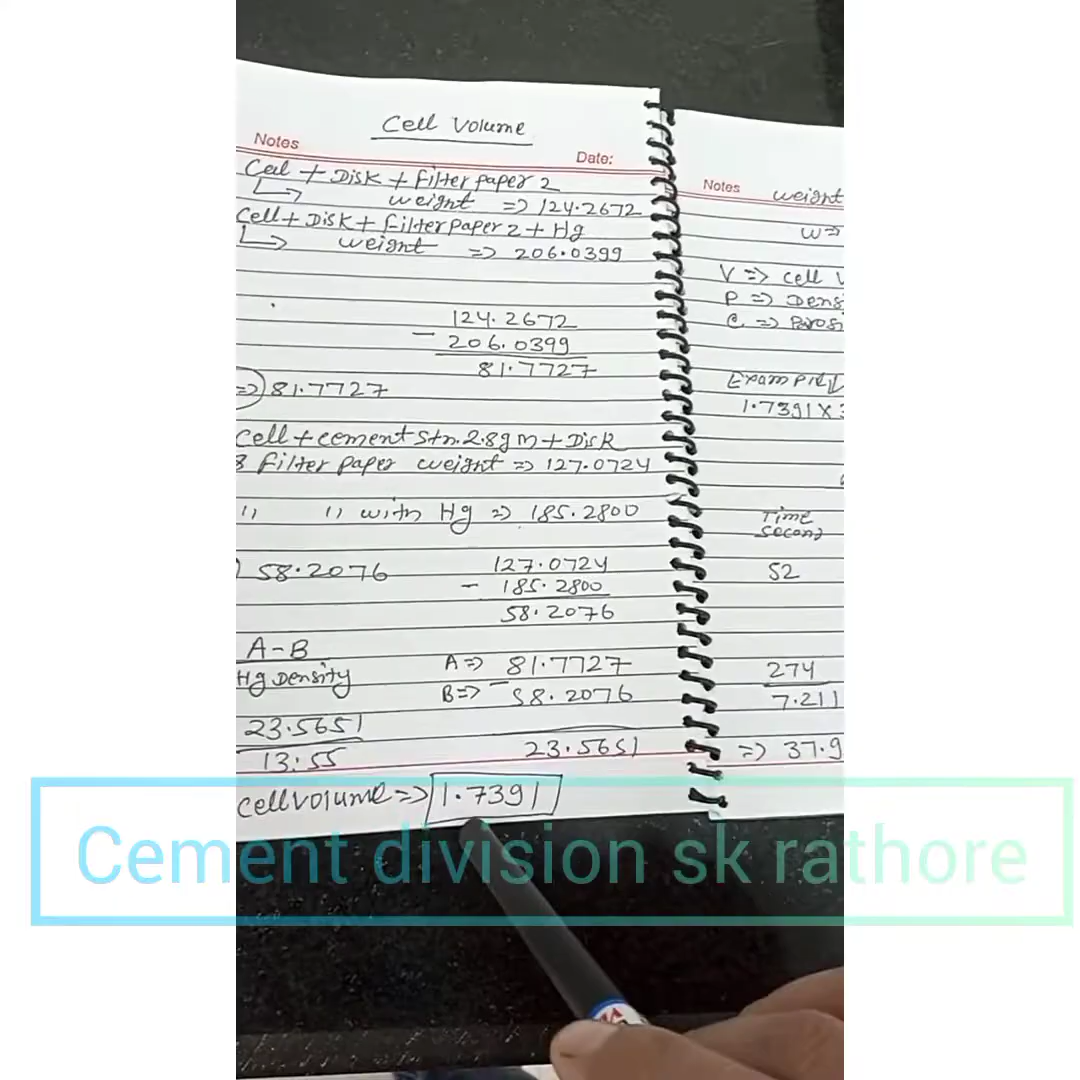 Cell Volume
Notes
Date:
Cell + Disk + Filter paper 2
weight => 124.2672
Cell + Disk + Filter paper 2 + Hg
weight => 206.0399
124.2672
- 206.0399
81.7727
=> 81.7727
Cell + cement Stn. 2.8gm + Disk
Filter paper weight => 127.0724
,, ,, with Hg => 185.2800
58.2076
127.0724
- 185.2800
58.2076
A-B
Hg Density
A => 81.7727
B => - 58.2076
23.5651
13.55
23.5651
cell volume => 1.7391
Notes
weight
w =>
V => cell V
P => Dens
C => Porosi
Example
1.7391 X 3
Time
Second
52
274
7.211
=> 37.9
Cement division sk rathore